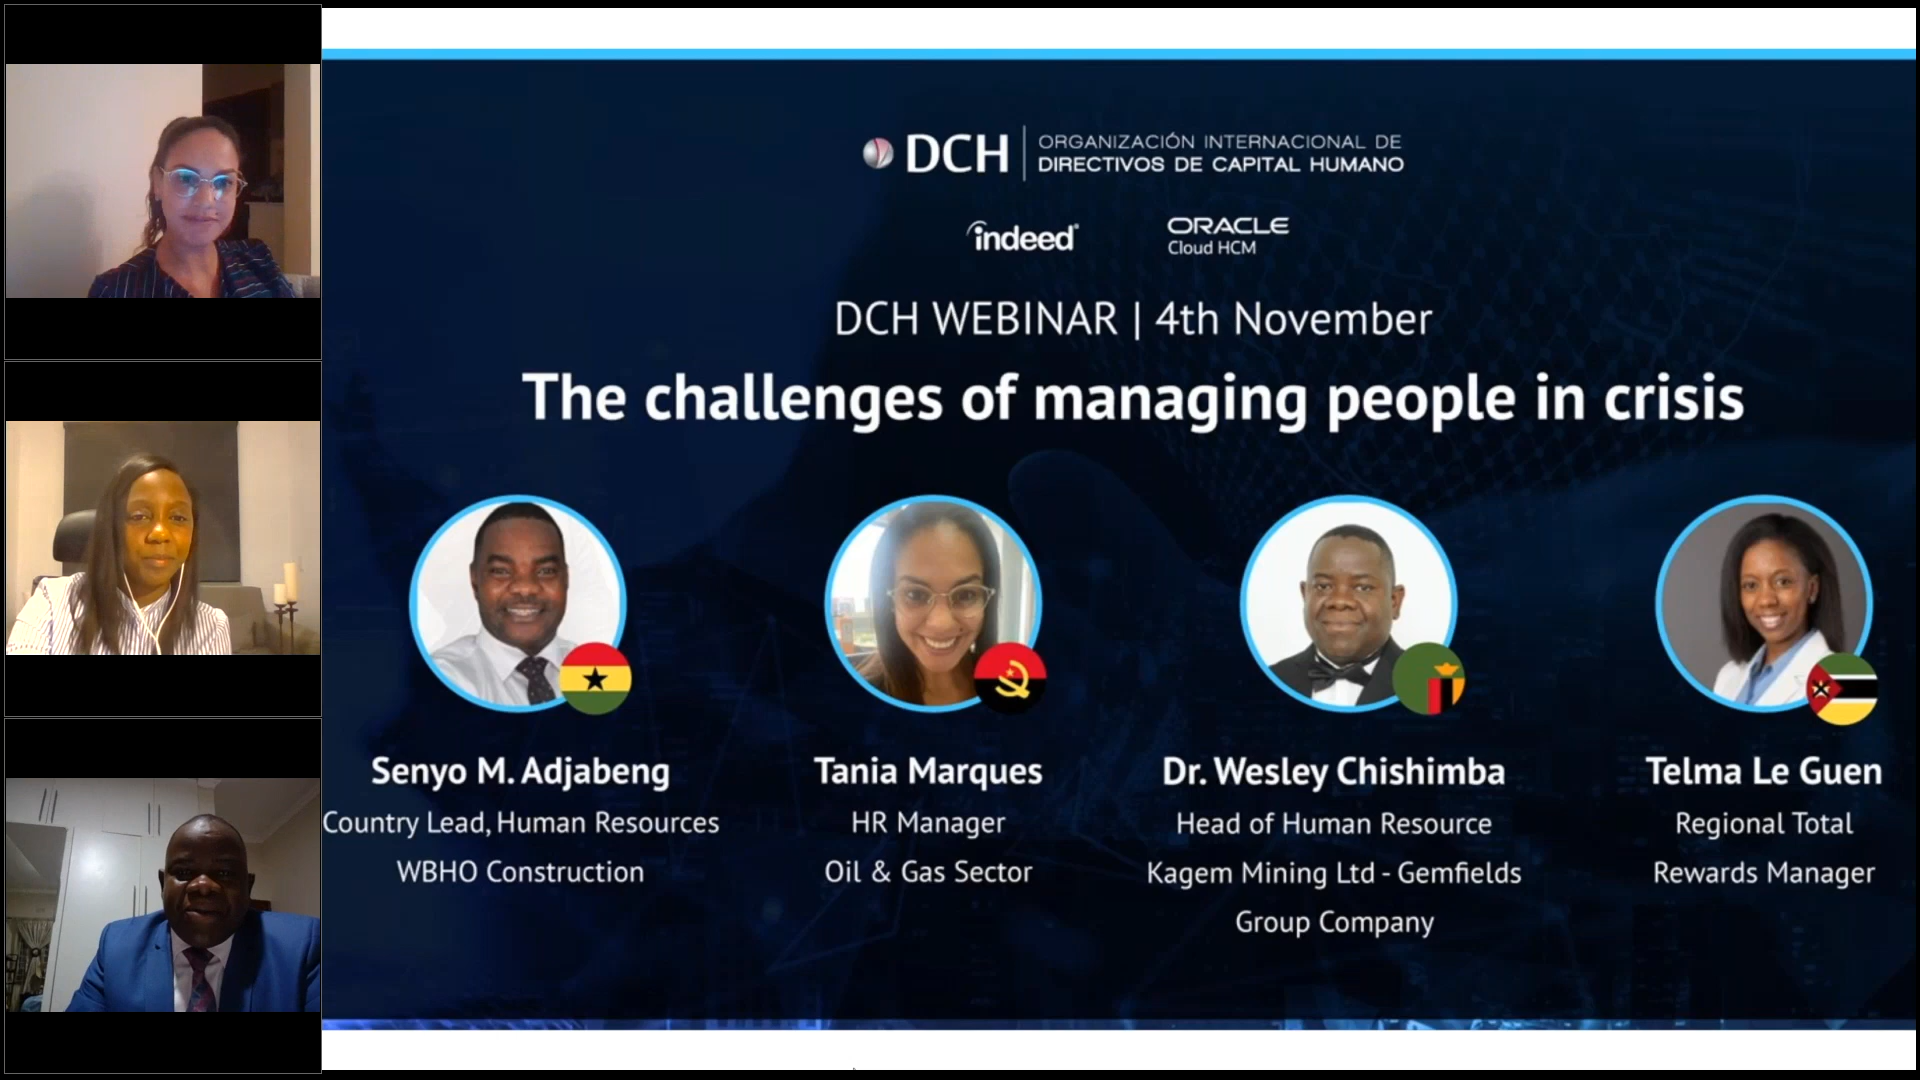 DCH
ORGANIZACIÓN INTERNACIONAL DE
DIRECTIVOS DE CAPITAL HUMANO
indeed
ORACLE
Cloud HCM
DCH WEBINAR | 4th November
The challenges of managing people in crisis
Senyo M. Adjabeng
Country Lead, Human Resources
WBHO Construction
Tania Marques
HR Manager
Oil & Gas Sector
Dr. Wesley Chishimba
Head of Human Resource
Kagem Mining Ltd - Gemfields
Group Company
Telma Le Guen
Regional Total
Rewards Manager